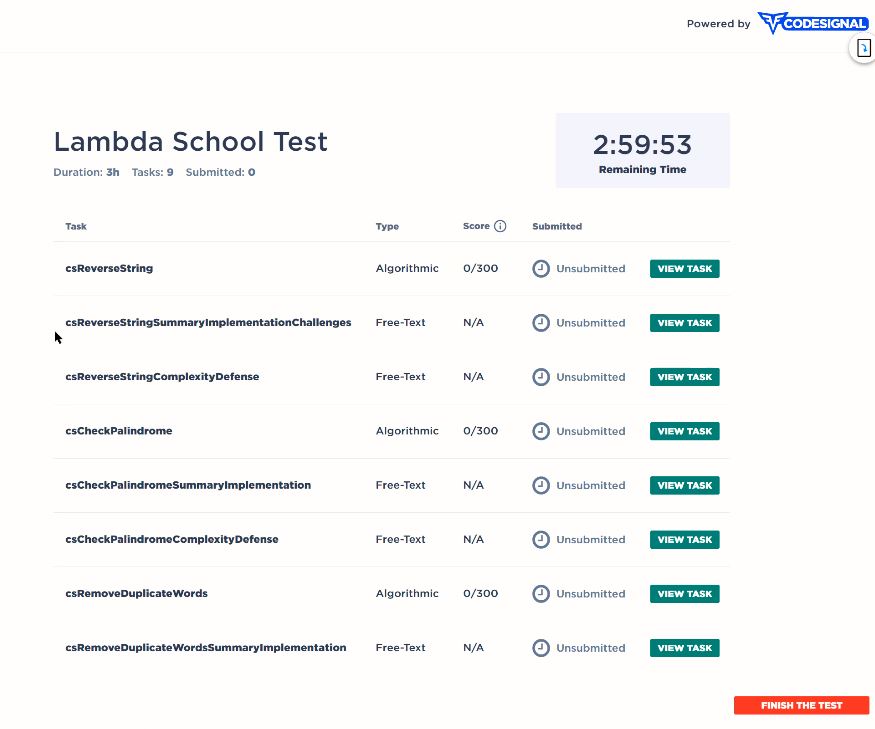 Powered by CODESIGNAL
Lambda School Test
Duration: 3h Tasks: 9 Submitted: 0
2:59:53
Remaining Time
Task Type Score Submitted
csReverseString Algorithmic 0/300 Unsubmitted VIEW TASK
csReverseStringSummaryImplementationChallenges Free-Text N/A Unsubmitted VIEW TASK
csReverseStringComplexityDefense Free-Text N/A Unsubmitted VIEW TASK
csCheckPalindrome Algorithmic 0/300 Unsubmitted VIEW TASK
csCheckPalindromeSummaryImplementation Free-Text N/A Unsubmitted VIEW TASK
csCheckPalindromeComplexityDefense Free-Text N/A Unsubmitted VIEW TASK
csRemoveDuplicateWords Algorithmic 0/300 Unsubmitted VIEW TASK
csRemoveDuplicateWordsSummaryImplementation Free-Text N/A Unsubmitted VIEW TASK
FINISH THE TEST